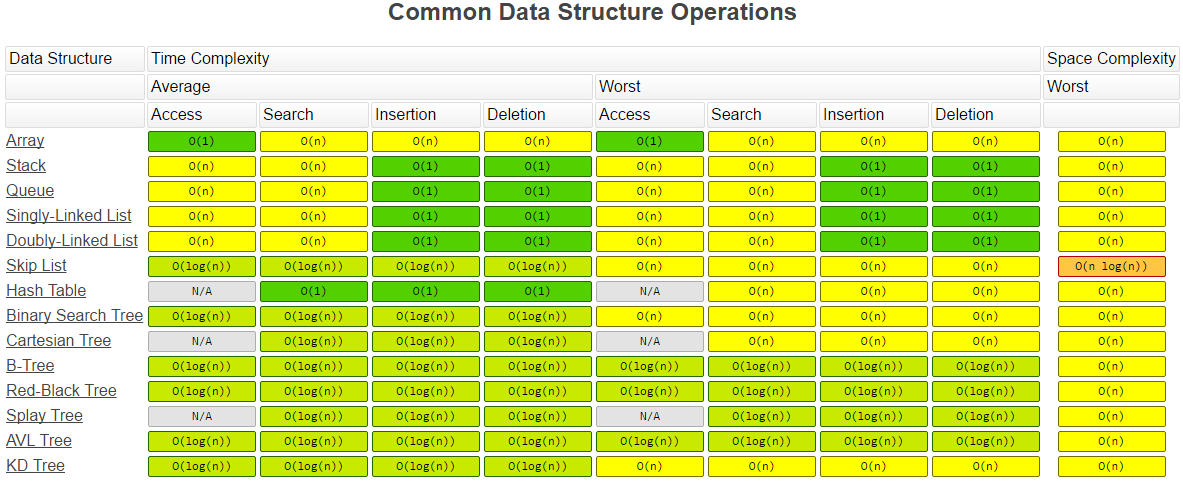 Common Data Structure Operations
Data Structure Time Complexity Space Complexity
Average Worst Worst
Access Search Insertion Deletion Access Search Insertion Deletion
Array O(1) O(n) O(n) O(n) O(1) O(n) O(n) O(n) O(n)
Stack O(n) O(n) O(1) O(1) O(n) O(n) O(1) O(1) O(n)
Queue O(n) O(n) O(1) O(1) O(n) O(n) O(1) O(1) O(n)
Singly-Linked List O(n) O(n) O(1) O(1) O(n) O(n) O(1) O(1) O(n)
Doubly-Linked List O(n) O(n) O(1) O(1) O(n) O(n) O(1) O(1) O(n)
Skip List O(log(n)) O(log(n)) O(log(n)) O(log(n)) O(n) O(n) O(n) O(n) O(n log(n))
Hash Table N/A O(1) O(1) O(1) N/A O(n) O(n) O(n) O(n)
Binary Search Tree O(log(n)) O(log(n)) O(log(n)) O(log(n)) O(n) O(n) O(n) O(n) O(n)
Cartesian Tree N/A O(log(n)) O(log(n)) O(log(n)) N/A O(n) O(n) O(n) O(n)
B-Tree O(log(n)) O(log(n)) O(log(n)) O(log(n)) O(log(n)) O(log(n)) O(log(n)) O(log(n)) O(n)
Red-Black Tree O(log(n)) O(log(n)) O(log(n)) O(log(n)) O(log(n)) O(log(n)) O(log(n)) O(log(n)) O(n)
Splay Tree N/A O(log(n)) O(log(n)) O(log(n)) N/A O(log(n)) O(log(n)) O(log(n)) O(n)
AVL Tree O(log(n)) O(log(n)) O(log(n)) O(log(n)) O(log(n)) O(log(n)) O(log(n)) O(log(n)) O(n)
KD Tree O(log(n)) O(log(n)) O(log(n)) O(log(n)) O(n) O(n) O(n) O(n) O(n)